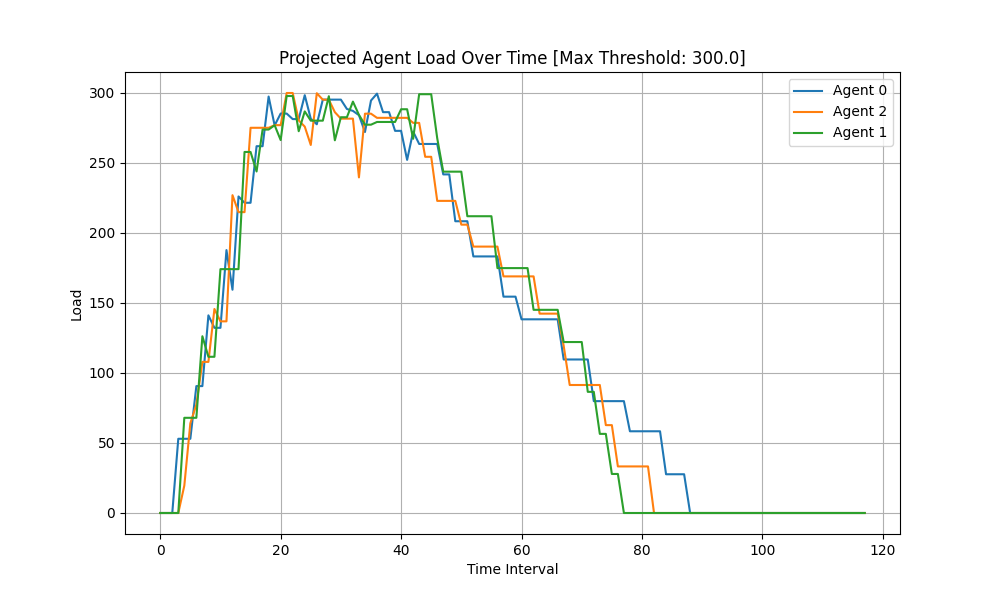 Projected Agent Load Over Time [Max Threshold: 300.0]
Agent 0
Agent 2
Agent 1
300
250
200
150
100
50
0
Load
0 20 40 60 80 100 120
Time Interval